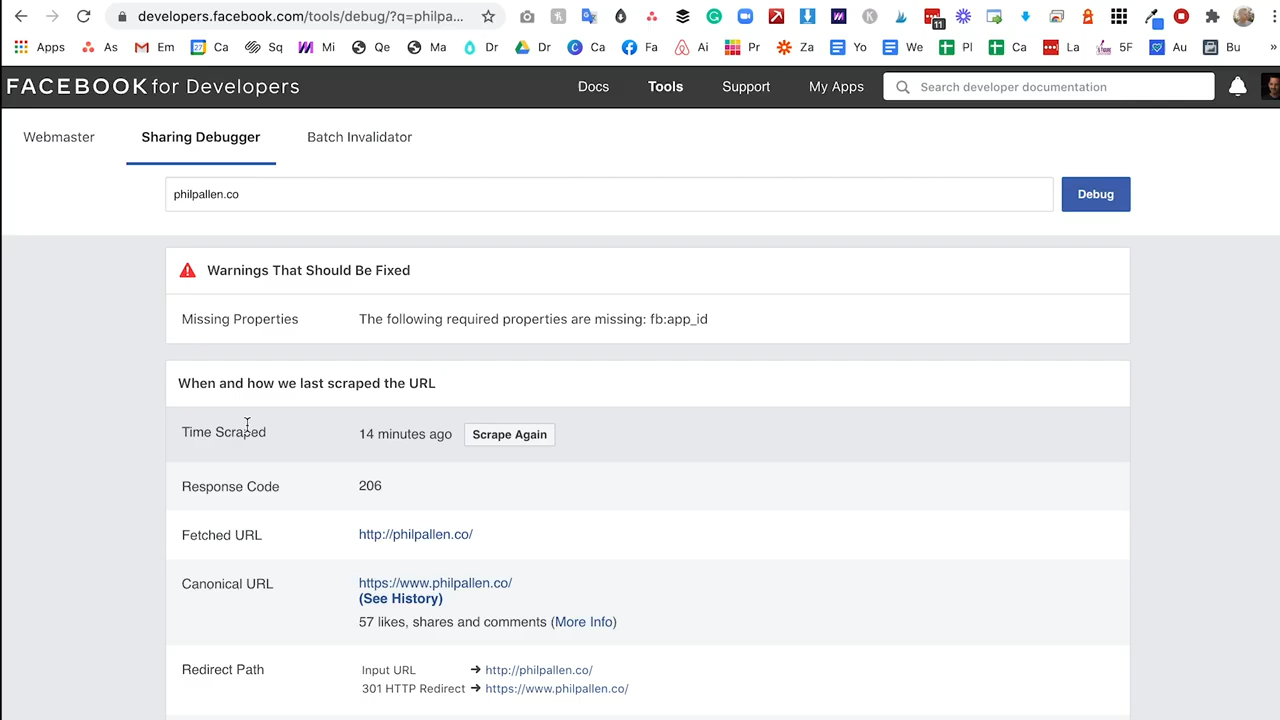 developers.facebook.com/tools/debug/?q=philpa...
11
Apps As Em Ca Sq Mi Qe Ma Dr Dr Ca Fa Ai Pr Za Yo We Pl Ca La 5F Au Bu »
FACEBOOK for Developers Docs Tools Support My Apps Search developer documentation
Webmaster Sharing Debugger Batch Invalidator
philpallen.co Debug
Warnings That Should Be Fixed
Missing Properties The following required properties are missing: fb:app_id
When and how we last scraped the URL
Time Scraped 14 minutes ago Scrape Again
Response Code 206
Fetched URL http://philpallen.co/
Canonical URL https://www.philpallen.co/
(See History)
57 likes, shares and comments (More Info)
Redirect Path Input URL ➔ http://philpallen.co/
301 HTTP Redirect ➔ https://www.philpallen.co/